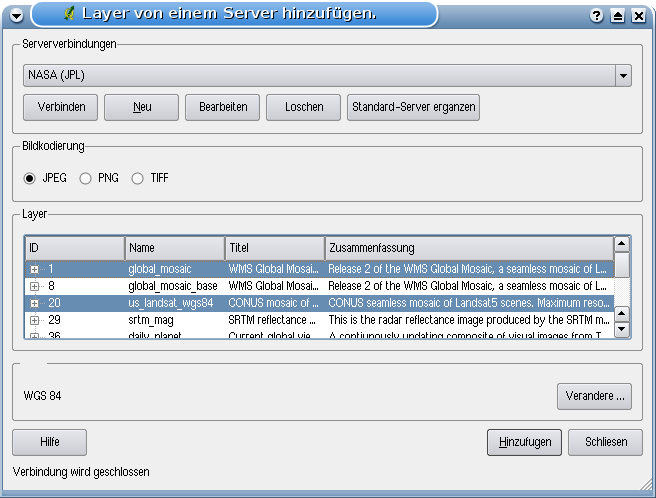 Layer von einem Server hinzufügen.
Serververbindungen
NASA (JPL)
Verbinden Neu Bearbeiten Loschen Standard-Server erganzen
Bildkodierung
JPEG PNG TIFF
Layer
ID Name Titel Zusammenfassung
1 global_mosaic WMS Global Mosai... Release 2 of the WMS Global Mosaic, a seamless mosaic of L...
8 global_mosaic_base WMS Global Mosai... Release 2 of the WMS Global Mosaic, a seamless mosaic of L...
20 us_landsat_wgs84 CONUS mosaic of ... CONUS seamless mosaic of Landsat5 scenes. Maximum reso...
29 srtm_mag SRTM reflectance ... This is the radar reflectance image produced by the SRTM m...
36 daily_planet Current global vie... A continuously updating composite of visual images from T...
WGS 84 Verandere ...
Hilfe Hinzufugen Schliesen
Verbindung wird geschlossen